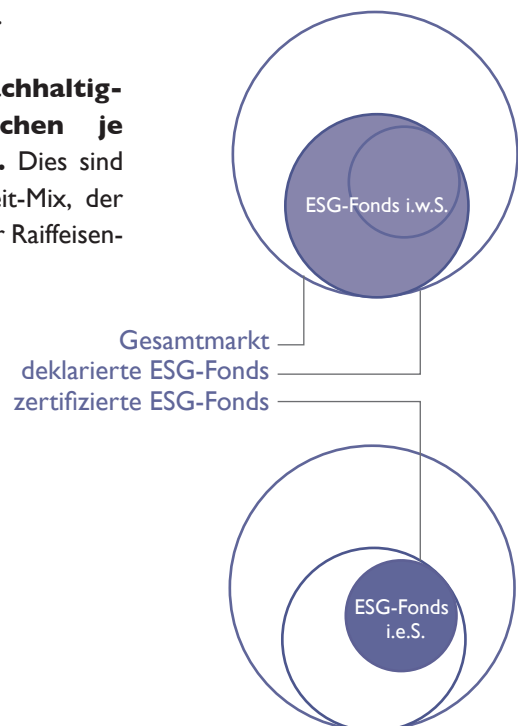 chhaltig-
chen je
Dies sind
eit-Mix, der
r Raiffeisen-
ESG-Fonds i.w.S.
Gesamtmarkt
deklarierte ESG-Fonds
zertifizierte ESG-Fonds
ESG-Fonds
i.e.S.